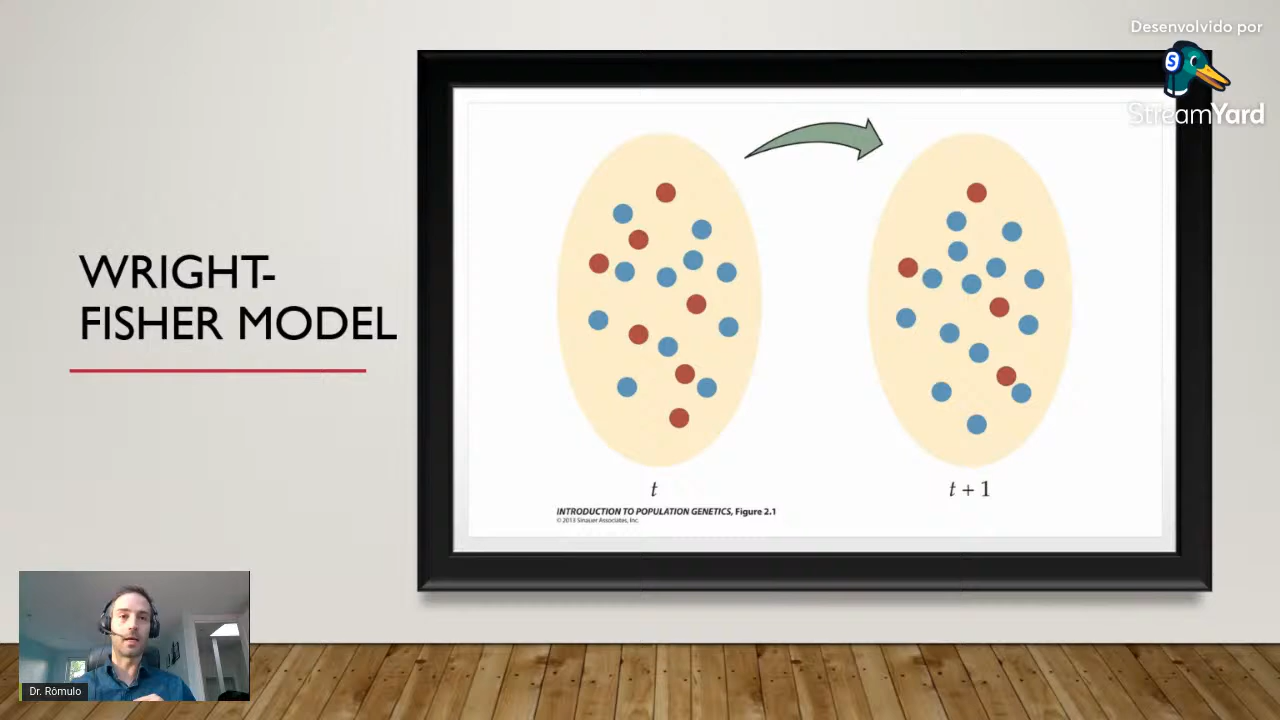 Desenvolvido por
S
StreamYard
WRIGHT-
FISHER MODEL
t
t + 1
INTRODUCTION TO POPULATION GENETICS, Figure 2.1
© 2013 Sinauer Associates, Inc.
Dr. Rômulo